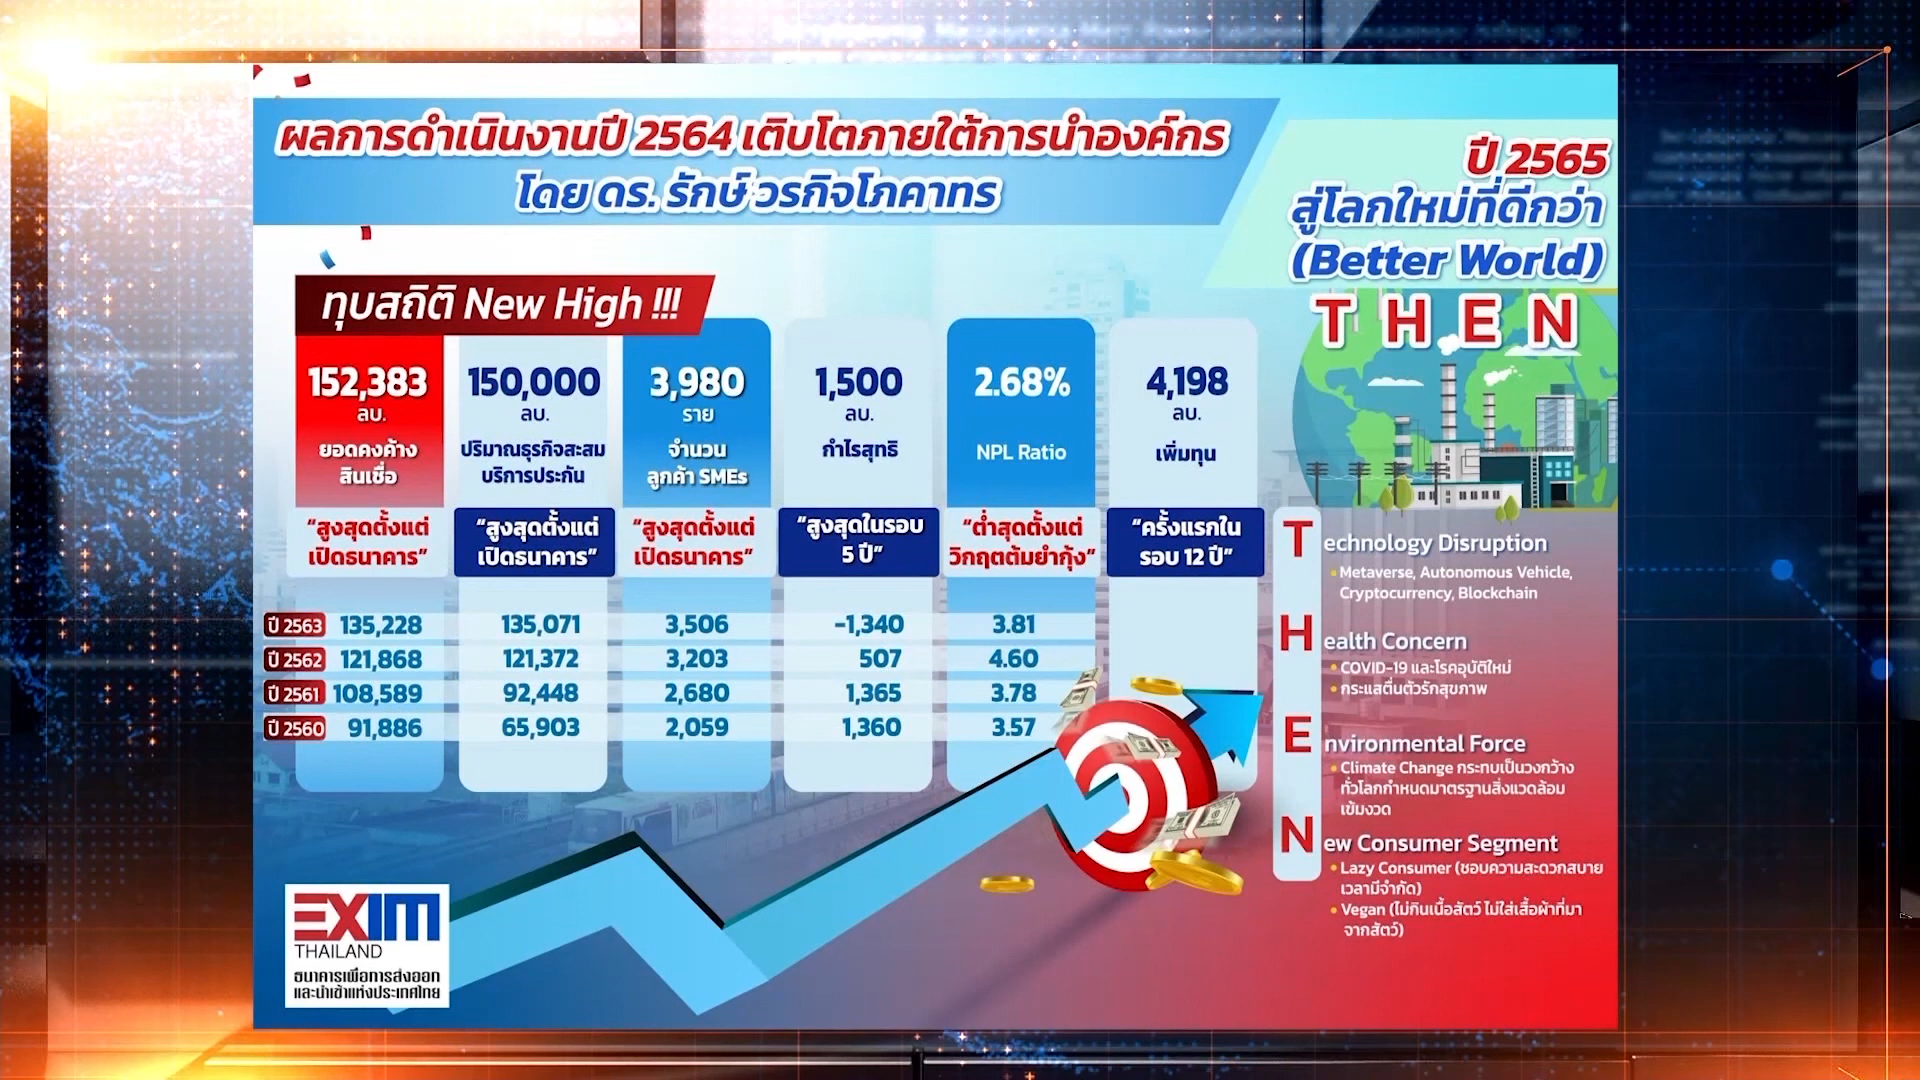 ผลการดำเนินงานปี 2564 เติบโตภายใต้การนำองค์กร
โดย ดร. รักษ์ วรกิจโภคาทร
ปี 2565
สู่โลกใหม่ที่ดีกว่า
(Better World)
THEN
ทุบสถิติ New High !!!
152,383
ลบ.
ยอดคงค้าง
สินเชื่อ
"สูงสุดตั้งแต่
เปิดธนาคาร"
150,000
ลบ.
ปริมาณธุรกิจสะสม
บริการประกัน
"สูงสุดตั้งแต่
เปิดธนาคาร"
3,980
ราย
จำนวน
ลูกค้า SMEs
"สูงสุดตั้งแต่
เปิดธนาคาร"
1,500
ลบ.
กำไรสุทธิ
"สูงสุดในรอบ
5 ปี"
2.68%
NPL Ratio
"ต่ำสุดตั้งแต่
วิกฤตต้มยำกุ้ง"
4,198
ลบ.
เพิ่มทุน
"ครั้งแรกใน
รอบ 12 ปี"
ปี 2563 135,228 135,071 3,506 -1,340 3.81
ปี 2562 121,868 121,372 3,203 507 4.60
ปี 2561 108,589 92,448 2,680 1,365 3.78
ปี 2560 91,886 65,903 2,059 1,360 3.57
Technology Disruption
• Metaverse, Autonomous Vehicle,
Cryptocurrency, Blockchain
Health Concern
• COVID-19 และโรคอุบัติใหม่
• กระแสตื่นตัวรักสุขภาพ
Environmental Force
• Climate Change กระทบเป็นวงกว้าง
ทั่วโลกกำหนดมาตรฐานสิ่งแวดล้อม
เข้มงวด
New Consumer Segment
• Lazy Consumer (ชอบความสะดวกสบาย
เวลามีจำกัด)
• Vegan (ไม่กินเนื้อสัตว์ ไม่ใส่เสื้อผ้าที่มา
จากสัตว์)
EXIM
THAILAND
ธนาคารเพื่อการส่งออก
และนำเข้าแห่งประเทศไทย